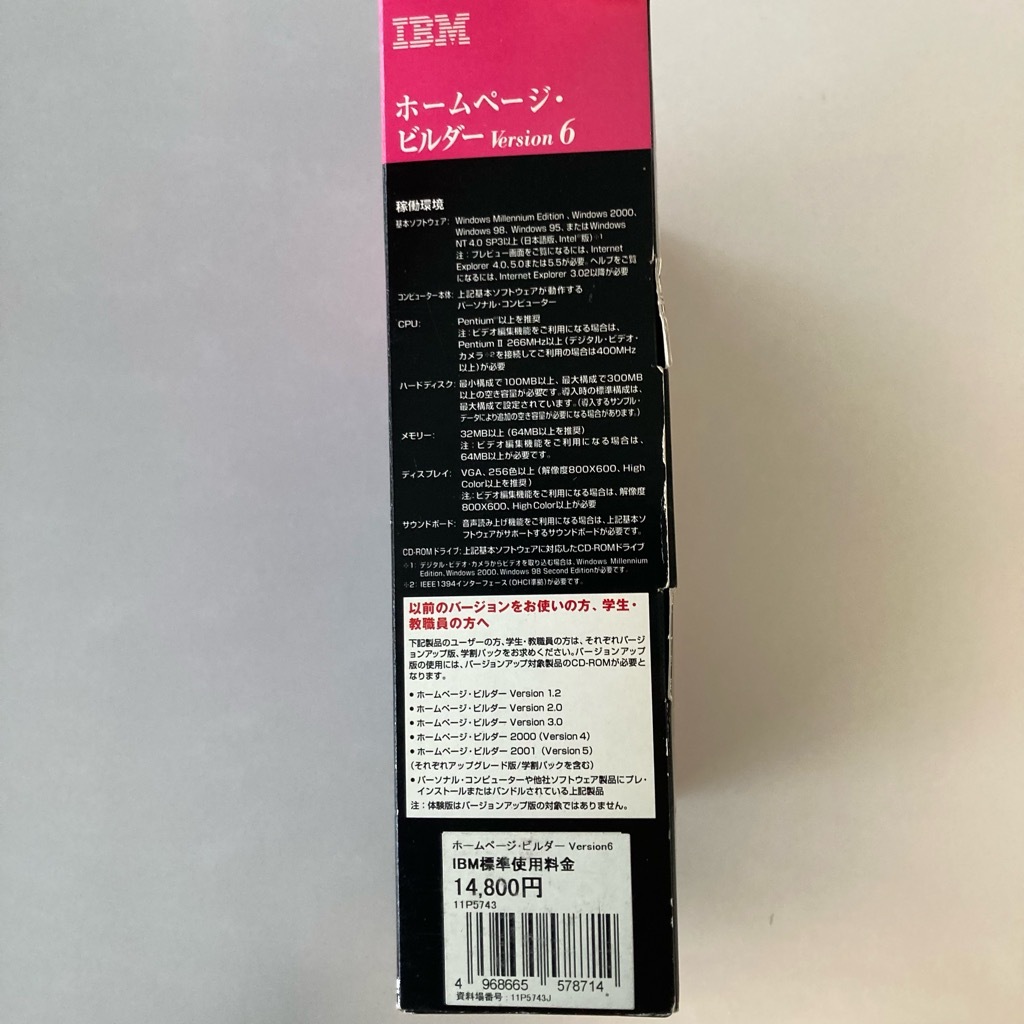 IBM
ホームページ・
ビルダー Version 6
稼働環境
基本ソフトウェア: Windows Millennium Edition 、Windows 2000、
Windows 98、Windows 95、またはWindows
NT 4.0 SP3以上 (日本語版、Intel™版) ※1
注：プレビュー画面をご覧になるには、Internet
Explorer 4.0、5.0または5.5が必要。ヘルプをご覧
になるには、Internet Explorer 3.02以降が必要
コンピューター本体: 上記基本ソフトウェアが動作する
パーソナル・コンピューター
CPU: Pentium™以上を推奨
注：ビデオ編集機能をご利用になる場合は、
Pentium II 266MHz以上 (デジタル・ビデオ・
カメラ※2を接続してご利用の場合は400MHz
以上)が必要
ハードディスク: 最小構成で100MB以上、最大構成で300MB
以上の空き容量が必要です。導入時の標準構成は、
最大構成で設定されています。(導入するサンプル・
データにより追加の空き容量が必要になる場合があります。)
メモリー: 32MB以上 (64MB以上を推奨)
注：ビデオ編集機能をご利用になる場合は、
64MB以上が必要です。
ディスプレイ: VGA、256色以上 (解像度800X600、High
Color以上を推奨)
注：ビデオ編集機能をご利用になる場合は、解像度
800X600、High Color以上が必要
サウンドボード: 音声読み上げ機能をご利用になる場合は、上記基本ソ
フトウェアがサポートするサウンドボードが必要です。
CD-ROMドライブ: 上記基本ソフトウェアに対応したCD-ROMドライブ
※1: デジタル・ビデオ・カメラからビデオを取り込む場合は、Windows Millennium
Edition、Windows 2000、Windows 98 Second Editionが必要です。
※2: IEEE1394インターフェース(OHCI準拠)が必要です。
以前のバージョンをお使いの方、学生・
教職員の方へ
下記製品のユーザーの方、学生・教職員の方は、それぞれバージ
ョンアップ版、学割パックをお求めください。バージョンアップ
版の使用には、バージョンアップ対象製品のCD-ROMが必要と
なります。
• ホームページ・ビルダー Version 1.2
• ホームページ・ビルダー Version 2.0
• ホームページ・ビルダー Version 3.0
• ホームページ・ビルダー 2000 (Version 4)
• ホームページ・ビルダー 2001 (Version 5)
(それぞれアップグレード版/学割パックを含む)
• パーソナル・コンピューターや他社ソフトウェア製品にプレ・
インストールまたはバンドルされている上記製品
注：体験版はバージョンアップ版の対象ではありません。
ホームページ・ビルダー Version6
IBM標準使用料金
14,800円
11P5743
4 968665 578714
資料場番号：11P5743J